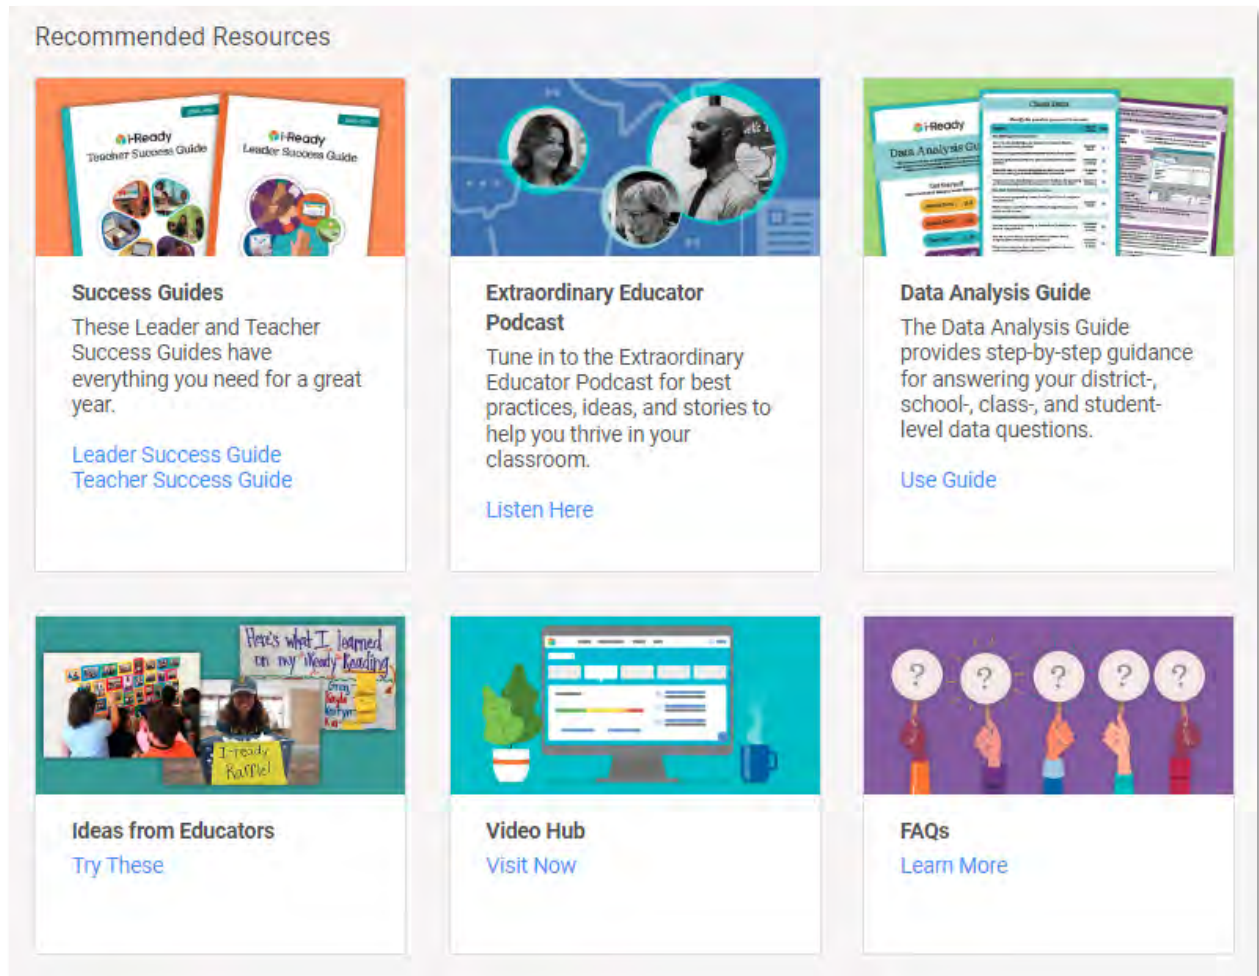 Recommended Resources
i-Ready
Teacher Success Guide
i-Ready
Leader Success Guide
i-Ready
Data Analysis
Class Data
Success Guides
These Leader and Teacher
Success Guides have
everything you need for a great
year.
Leader Success Guide
Teacher Success Guide
Extraordinary Educator
Podcast
Tune in to the Extraordinary
Educator Podcast for best
practices, ideas, and stories to
help you thrive in your
classroom.
Listen Here
Data Analysis Guide
The Data Analysis Guide
provides step-by-step guidance
for answering your district-,
school-, class-, and student-
level data questions.
Use Guide
Here's what I learned
on my iReady Reading
I-ready
Raffle!
? ? ? ? ?
Ideas from Educators
Try These
Video Hub
Visit Now
FAQs
Learn More